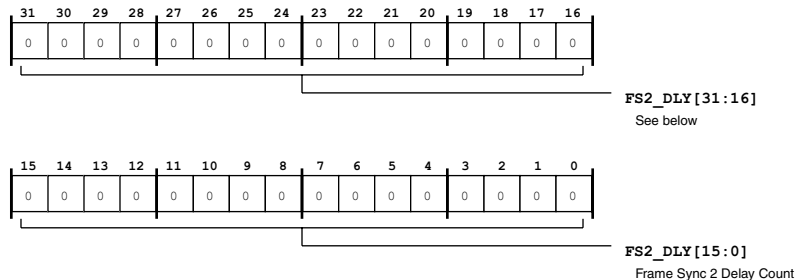 31 30 29 28 27 26 25 24 23 22 21 20 19 18 17 16
0 0 0 0 0 0 0 0 0 0 0 0 0 0 0 0
FS2_DLY[31:16]
See below
15 14 13 12 11 10 9 8 7 6 5 4 3 2 1 0
0 0 0 0 0 0 0 0 0 0 0 0 0 0 0 0
FS2_DLY[15:0]
Frame Sync 2 Delay Count